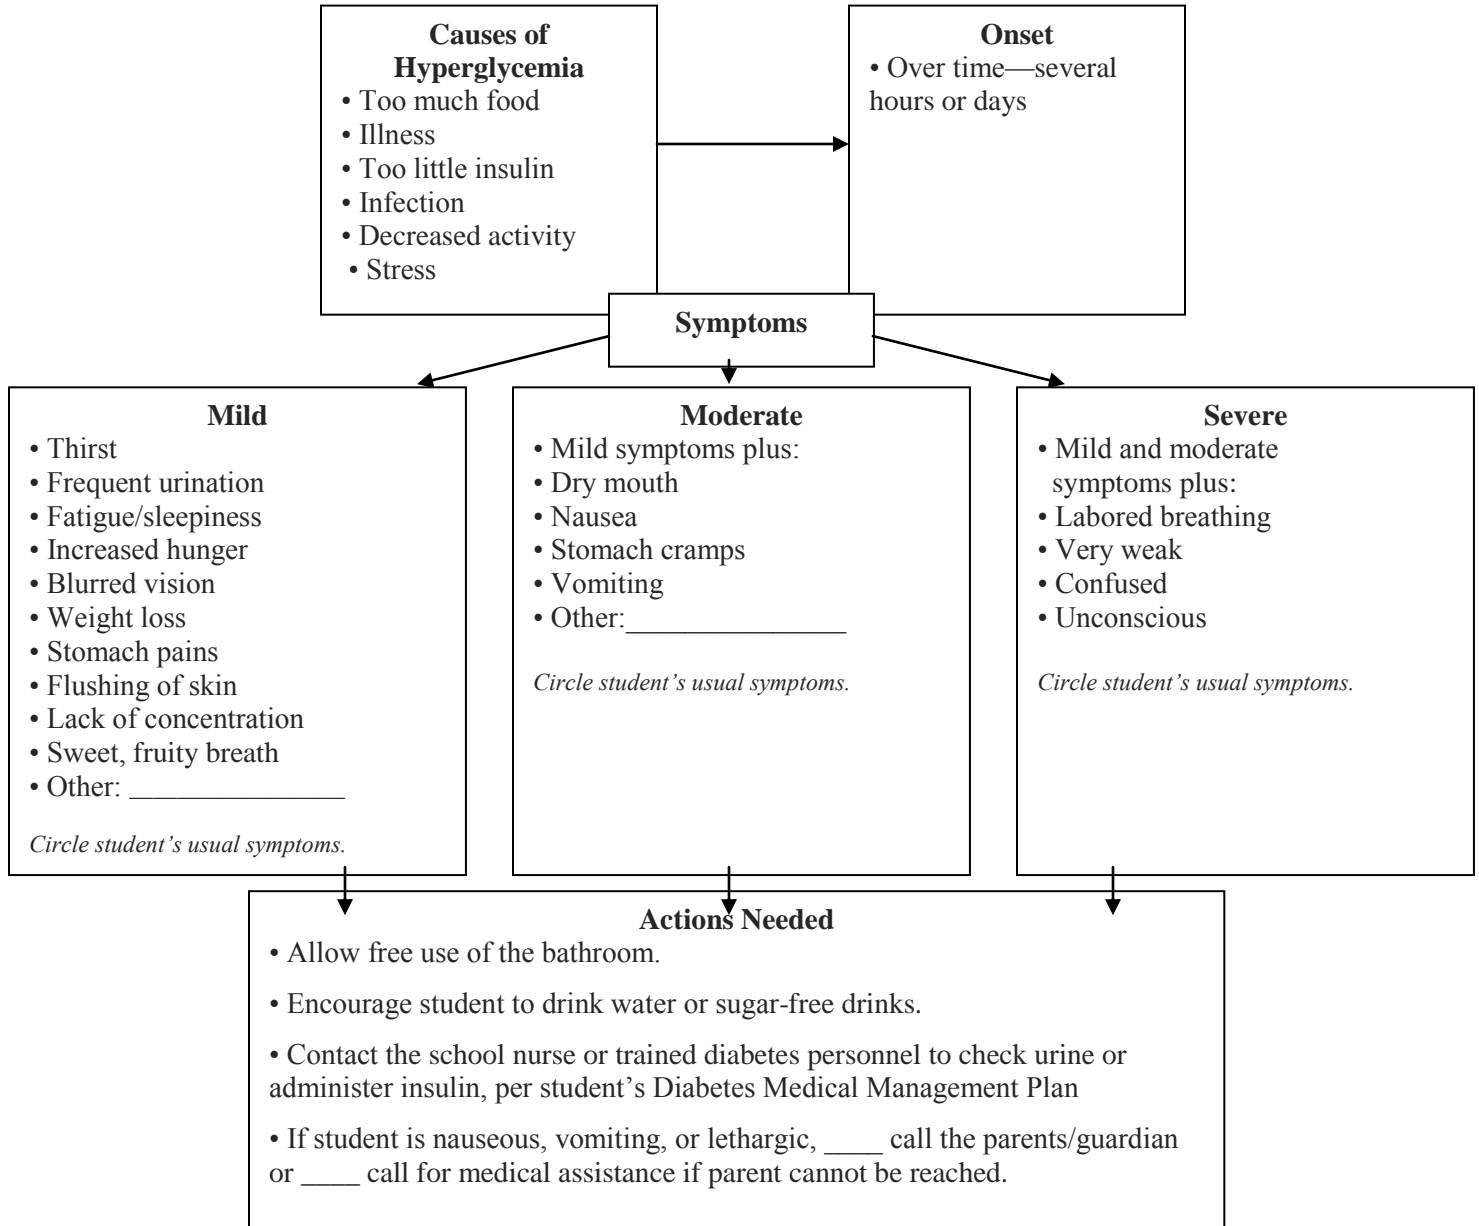 Causes of
Hyperglycemia
• Too much food
• Illness
• Too little insulin
• Infection
• Decreased activity
• Stress
Onset
• Over time—several
hours or days
Symptoms
Mild
• Thirst
• Frequent urination
• Fatigue/sleepiness
• Increased hunger
• Blurred vision
• Weight loss
• Stomach pains
• Flushing of skin
• Lack of concentration
• Sweet, fruity breath
• Other: __________________
Circle student’s usual symptoms.
Moderate
• Mild symptoms plus:
• Dry mouth
• Nausea
• Stomach cramps
• Vomiting
• Other:_______________
Circle student’s usual symptoms.
Severe
• Mild and moderate
symptoms plus:
• Labored breathing
• Very weak
• Confused
• Unconscious
Circle student’s usual symptoms.
Actions Needed
• Allow free use of the bathroom.
• Encourage student to drink water or sugar-free drinks.
• Contact the school nurse or trained diabetes personnel to check urine or
administer insulin, per student’s Diabetes Medical Management Plan
• If student is nauseous, vomiting, or lethargic, ____ call the parents/guardian
or ____ call for medical assistance if parent cannot be reached.